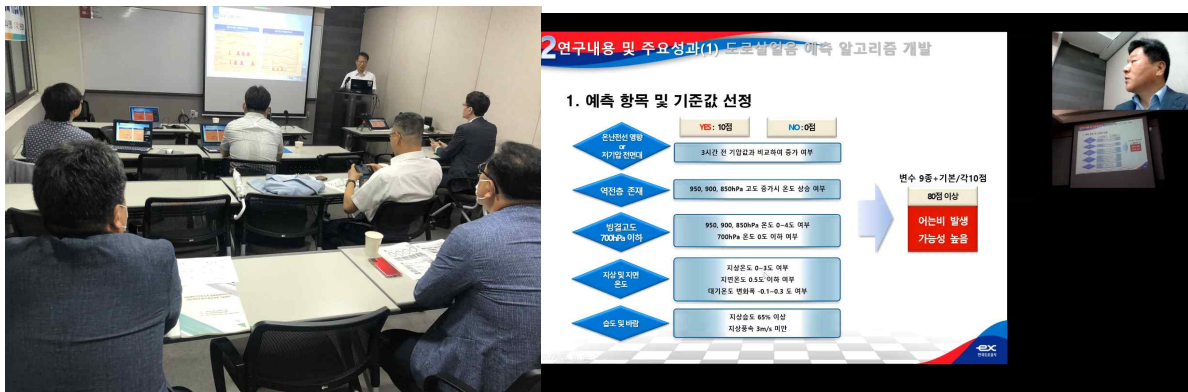 2연구내용 및 주요성과(1) 도로살얼음 예측 알고리즘 개발
1. 예측 항목 및 기준값 선정
YES: 10점
NO:0점
온난전선 영향
or
저기압 전면대
3시간 전 기압값과 비교하여 증가 여부
역전층 존재
950, 900, 850hPa 고도 증가시 온도 상승 여부
빙결고도
700hPa 이하
950, 900, 850hPa 온도 0~4도 여부
700hPa 온도 0도 이하 여부
지상 및 지면
온도
지상온도 0~3도 여부
지면온도 0.5도 이하 여부
대기온도 변화폭 -0.1~0.3 도 여부
습도 및 바람
지상습도 65% 이상
지상풍속 3m/s 미만
변수 9종+기본/각10점
80점 이상
어는비 발생
가능성 높음
ex
한국도로공사